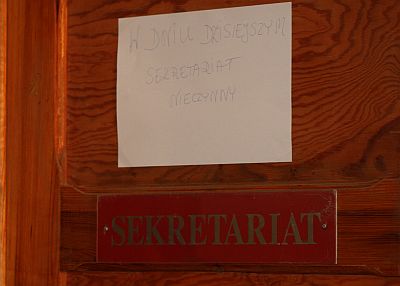 W DNIU DZISIEJSZYM
SEKRETARIAT
NIECZYNNY
SEKRETARIAT